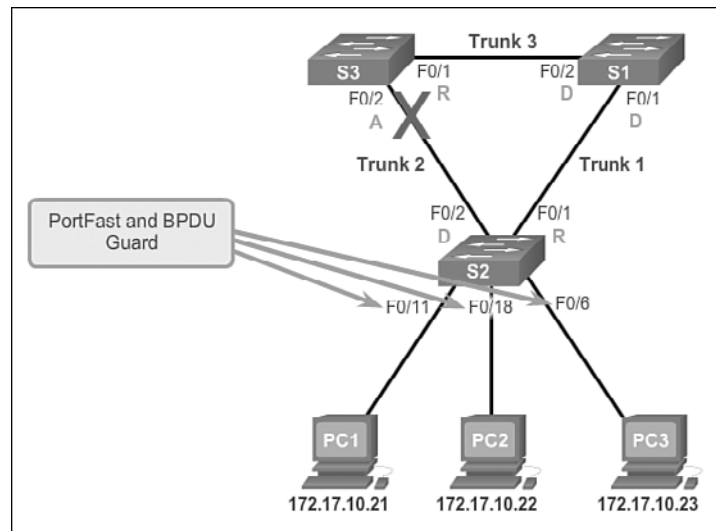 Trunk 3
S3
S1
F0/1
F0/2
R
D
F0/2
F0/1
A
D
Trunk 2
Trunk 1
PortFast and BPDU
Guard
F0/2
F0/1
D
R
S2
F0/11
F0/18
F0/6
PC1
PC2
PC3
172.17.10.21
172.17.10.22
172.17.10.23